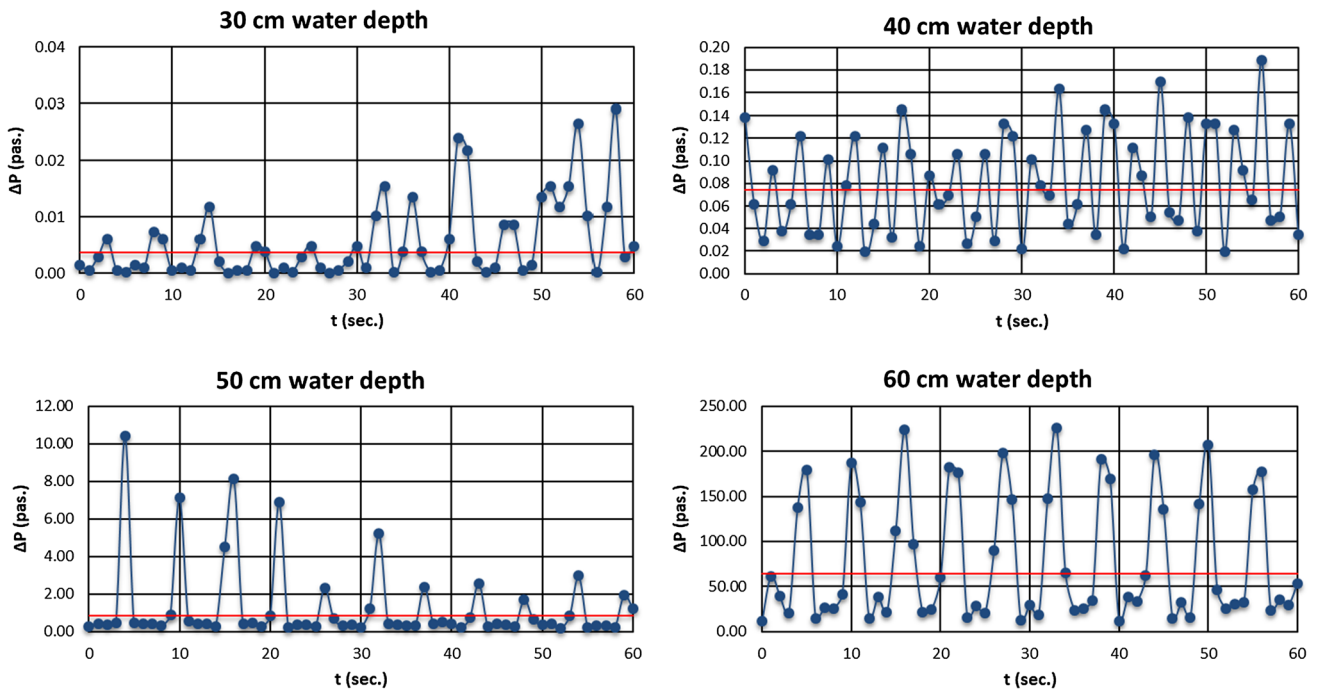 30 cm water depth
0.04
0.03
0.02
0.01
0.00
ΔP (pas.)
0 10 20 30 40 50 60
t (sec.)
40 cm water depth
0.20
0.18
0.16
0.14
0.12
0.10
0.08
0.06
0.04
0.02
0.00
ΔP (pas.)
0 10 20 30 40 50 60
t (sec.)
50 cm water depth
12.00
10.00
8.00
6.00
4.00
2.00
0.00
ΔP (pas.)
0 10 20 30 40 50 60
t (sec.)
60 cm water depth
250.00
200.00
150.00
100.00
50.00
0.00
ΔP (pas.)
0 10 20 30 40 50 60
t (sec.)